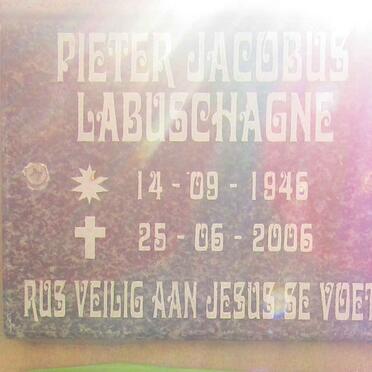 PIETER JACOBUS
LABUSCHAGNE
14 - 09 - 1946
25 - 06 - 2006
RUS VEILIG AAN JESUS SE VOET